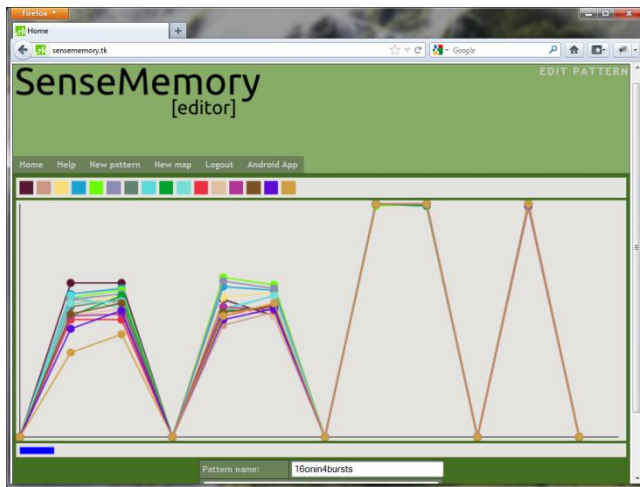 Firefox
Home
+
sensememory.tk
Google
SenseMemory
[editor]
EDIT PATTERN
Home Help New pattern New map Logout Android App
Pattern name: 16onin4bursts